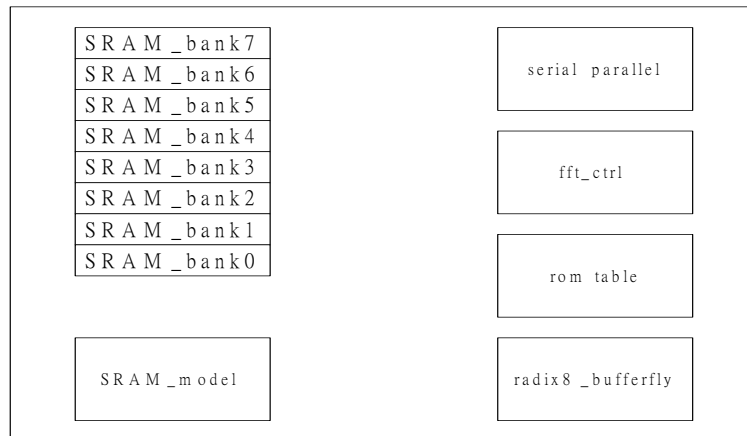 SRAM_bank7
SRAM_bank6
SRAM_bank5
SRAM_bank4
SRAM_bank3
SRAM_bank2
SRAM_bank1
SRAM_bank0
SRAM_model
serial parallel
fft_ctrl
rom table
radix8_bufferfly